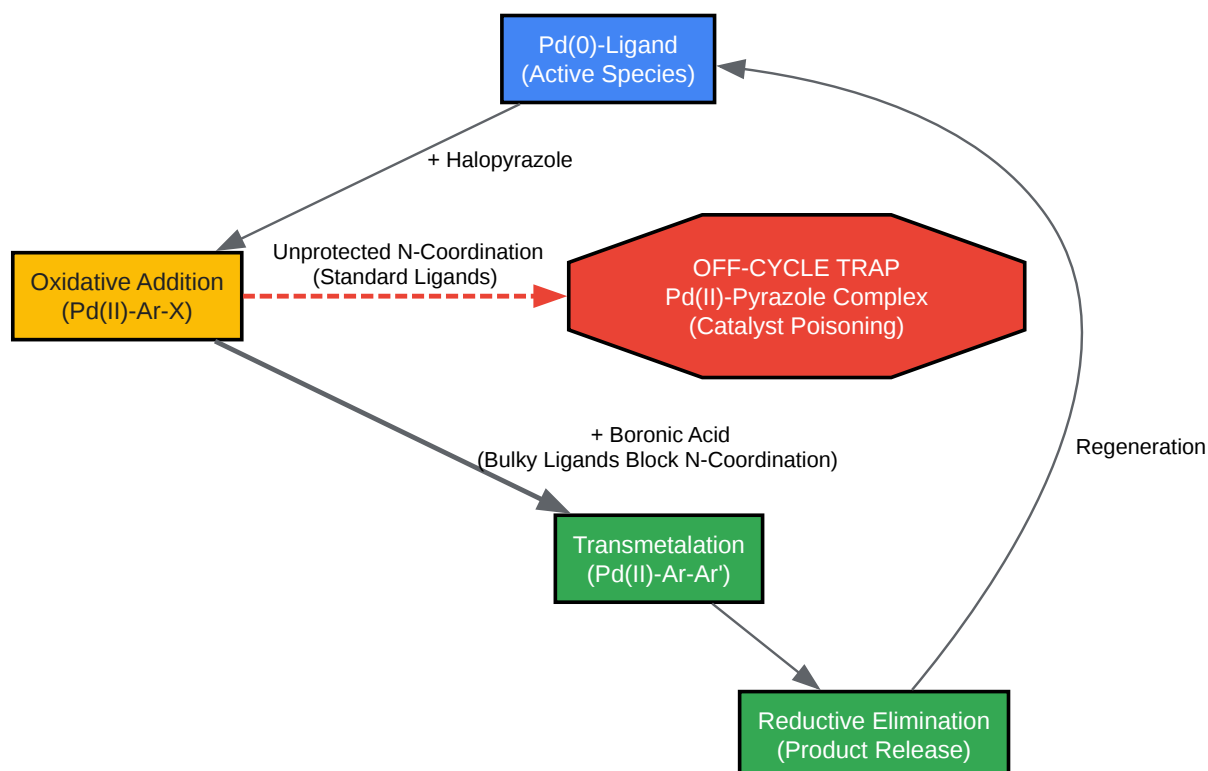 Pd(0)-Ligand
(Active Species)
+ Halopyrazole
Unprotected N-Coordination
(Standard Ligands)
Oxidative Addition
(Pd(II)-Ar-X)
OFF-CYCLE TRAP
Pd(II)-Pyrazole Complex
(Catalyst Poisoning)
+ Boronic Acid
(Bulky Ligands Block N-Coordination)
Regeneration
Transmetalation
(Pd(II)-Ar-Ar')
Reductive Elimination
(Product Release)